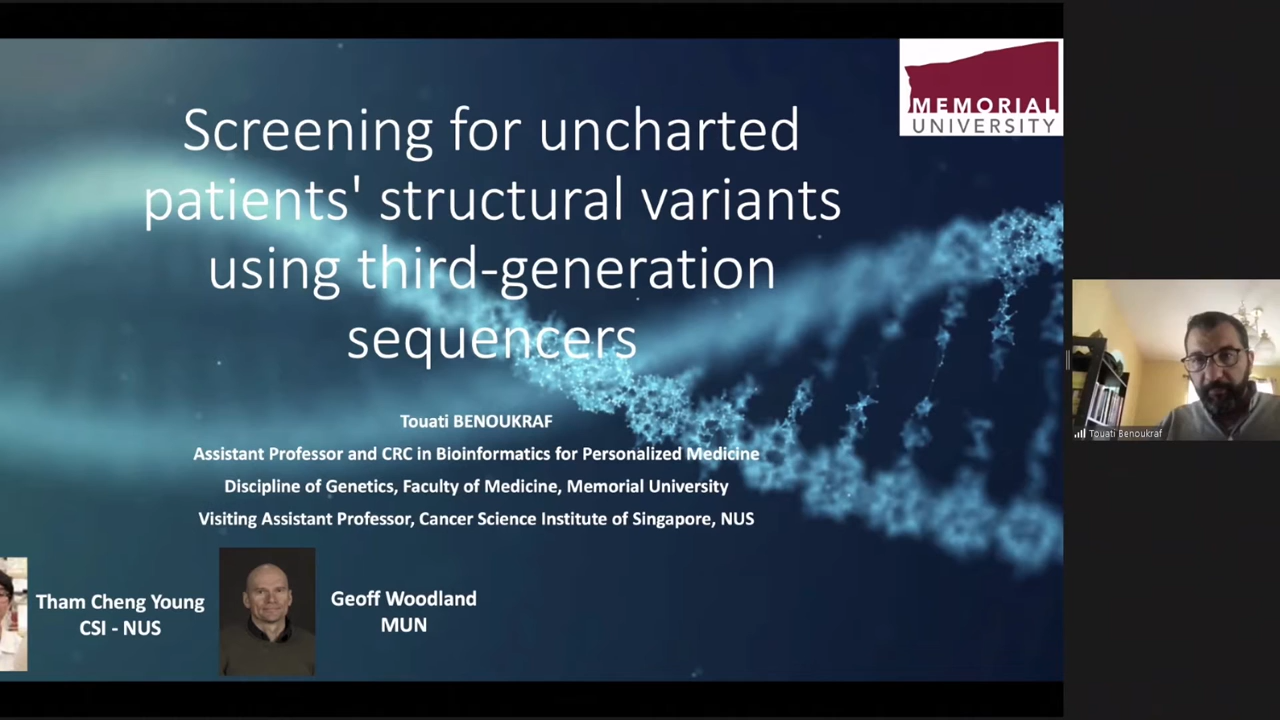 MEMORIAL
UNIVERSITY
Screening for uncharted
patients' structural variants
using third-generation
sequencers
Touati BENOUKRAF
Assistant Professor and CRC in Bioinformatics for Personalized Medicine
Discipline of Genetics, Faculty of Medicine, Memorial University
Visiting Assistant Professor, Cancer Science Institute of Singapore, NUS
Tham Cheng Young
CSI - NUS
Geoff Woodland
MUN
Touati Benoukraf